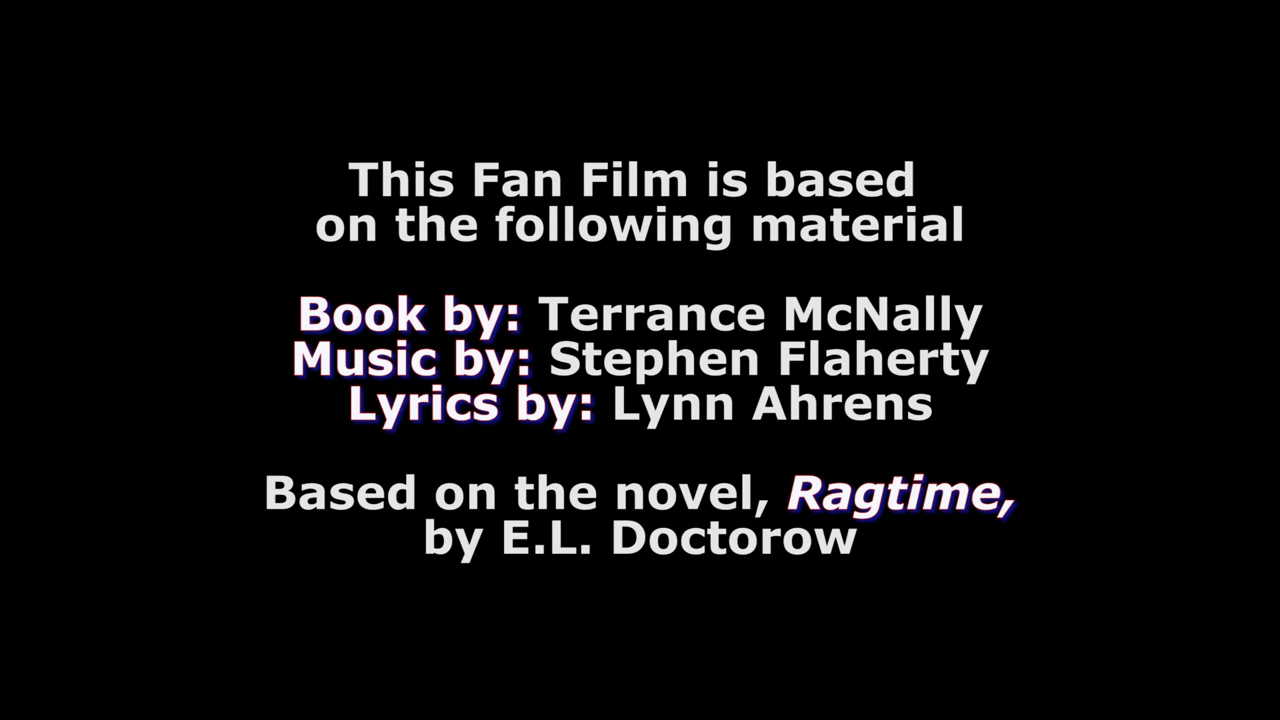 This Fan Film is based
on the following material
Book by: Terrance McNally
Music by: Stephen Flaherty
Lyrics by: Lynn Ahrens
Based on the novel, Ragtime,
by E.L. Doctorow